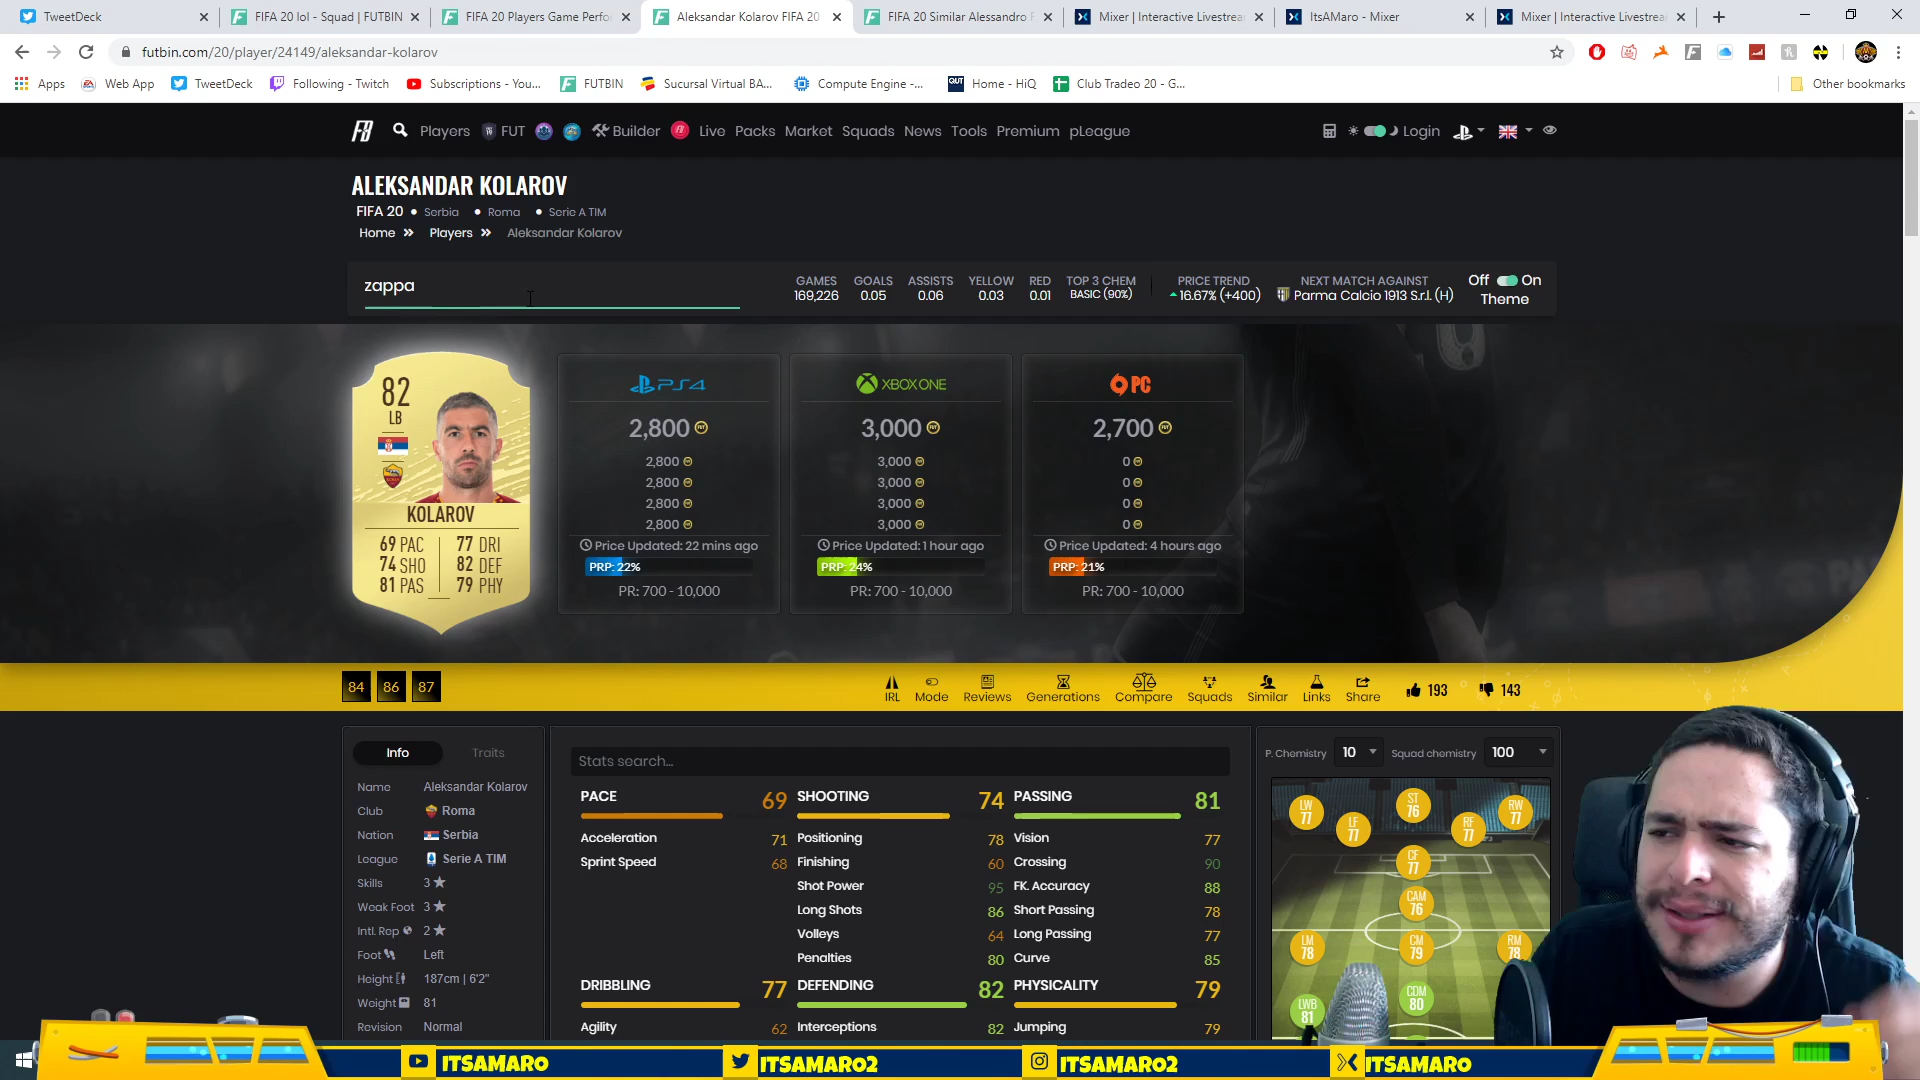 TweetDeck
FIFA 20 lol - Squad | FUTBIN
FIFA 20 Players Game Perfo
Aleksandar Kolarov FIFA 20
FIFA 20 Similar Alessandro F
Mixer | Interactive Livestrea
ItsAMaro - Mixer
Mixer | Interactive Livestrea
futbin.com/20/player/24149/aleksandar-kolarov
Apps
Web App
TweetDeck
Following - Twitch
Subscriptions - You...
FUTBIN
Sucursal Virtual BA...
Compute Engine -...
Home - HiQ
Club Tradeo 20 - G...
Other bookmarks
Players FUT Builder Live Packs Market Squads News Tools Premium pLeague
Login
ALEKSANDAR KOLAROV
FIFA 20 • Serbia • Roma • Serie A TIM
Home » Players » Aleksandar Kolarov
zappa
GAMES 169,226
GOALS 0.05
ASSISTS 0.06
YELLOW 0.03
RED 0.01
TOP 3 CHEM BASIC (90%)
PRICE TREND 16.67% (+400)
NEXT MATCH AGAINST Parma Calcio 1913 S.r.l. (H)
Off On
Theme
82
LB
KOLAROV
69 PAC 77 DRI
74 SHO 82 DEF
81 PAS 79 PHY
PS4
2,800
2,800
2,800
2,800
2,800
Price Updated: 22 mins ago
PRP: 22%
PR: 700 - 10,000
XBOX ONE
3,000
3,000
3,000
3,000
3,000
Price Updated: 1 hour ago
PRP: 24%
PR: 700 - 10,000
PC
2,700
0
0
0
0
Price Updated: 4 hours ago
PRP: 21%
PR: 700 - 10,000
84 86 87
IRL Mode Reviews Generations Compare Squads Similar Links Share 193 143
Info Traits
Name Aleksandar Kolarov
Club Roma
Nation Serbia
League Serie A TIM
Skills 3
Weak Foot 3
Intl. Rep 2
Foot Left
Height 187cm | 6'2"
Weight 81
Revision Normal
Stats search...
PACE 69
Acceleration 71
Sprint Speed 68
SHOOTING 74
Positioning 78
Finishing 60
Shot Power 95
Long Shots 86
Volleys 64
Penalties 80
PASSING 81
Vision 77
Crossing 90
FK. Accuracy 88
Short Passing 78
Long Passing 77
Curve 85
DRIBBLING 77
Agility 62
DEFENDING 82
Interceptions 82
PHYSICALITY 79
Jumping 79
P. Chemistry 10 Squad chemistry 100
LW 77
LF 77
ST 76
RF 77
RW 77
CF 77
CAM 76
LM 78
CM 79
RM 78
LWB 81
CDM 80
ITSAMARO
ITSAMARO2
ITSAMARO2
ITSAMARO